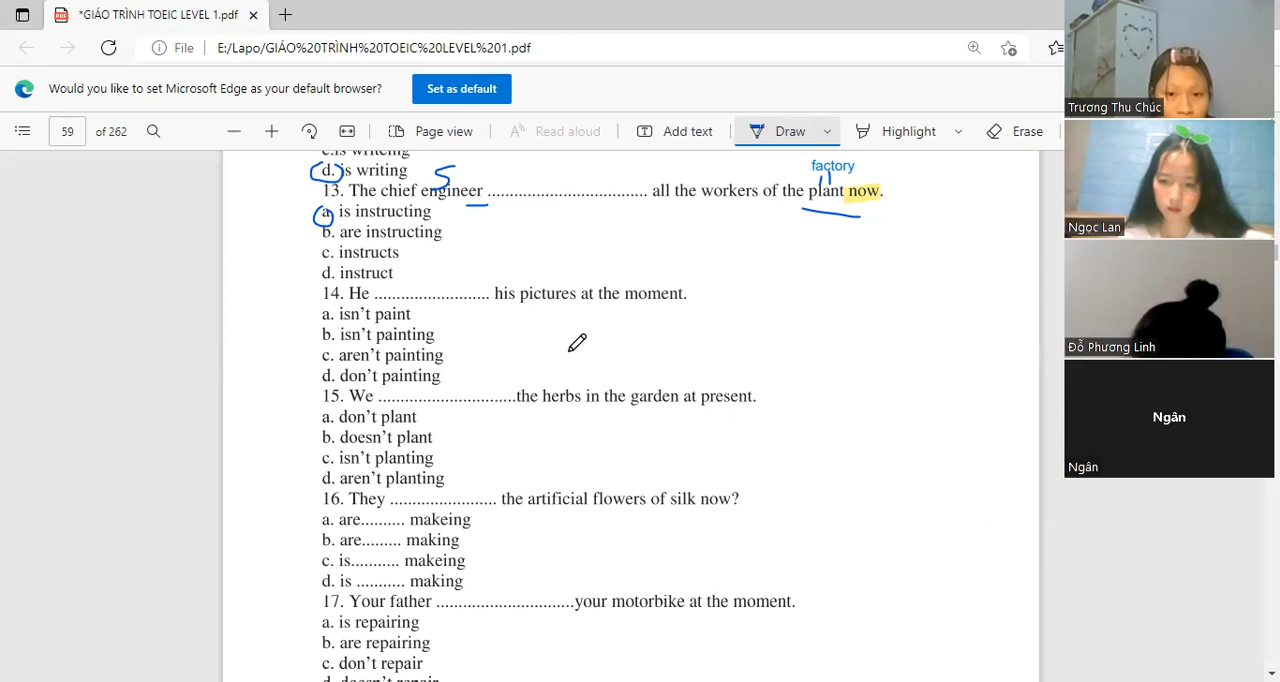 *GIÁO TRÌNH TOEIC LEVEL 1.pdf
File E:/Lapo/GIÁO%20TRÌNH%20TOEIC%20LEVEL%201.pdf
Would you like to set Microsoft Edge as your default browser? Set as default
59 of 262 Page view Read aloud Add text Draw Highlight Erase
c.is writeing
d. is writing
S
factory
13. The chief engineer ................................. all the workers of the plant now.
a. is instructing
b. are instructing
c. instructs
d. instruct
14. He ......................... his pictures at the moment.
a. isn't paint
b. isn't painting
c. aren't painting
d. don't painting
15. We ..............................the herbs in the garden at present.
a. don't plant
b. doesn't plant
c. isn't planting
d. aren't planting
16. They ....................... the artificial flowers of silk now?
a. are.......... makeing
b. are......... making
c. is........... makeing
d. is ........... making
17. Your father ..............................your motorbike at the moment.
a. is repairing
b. are repairing
c. don't repair
d. doesn't repair
Trương Thu Chúc
Ngọc Lan
Đỗ Phương Linh
Ngân
Ngân